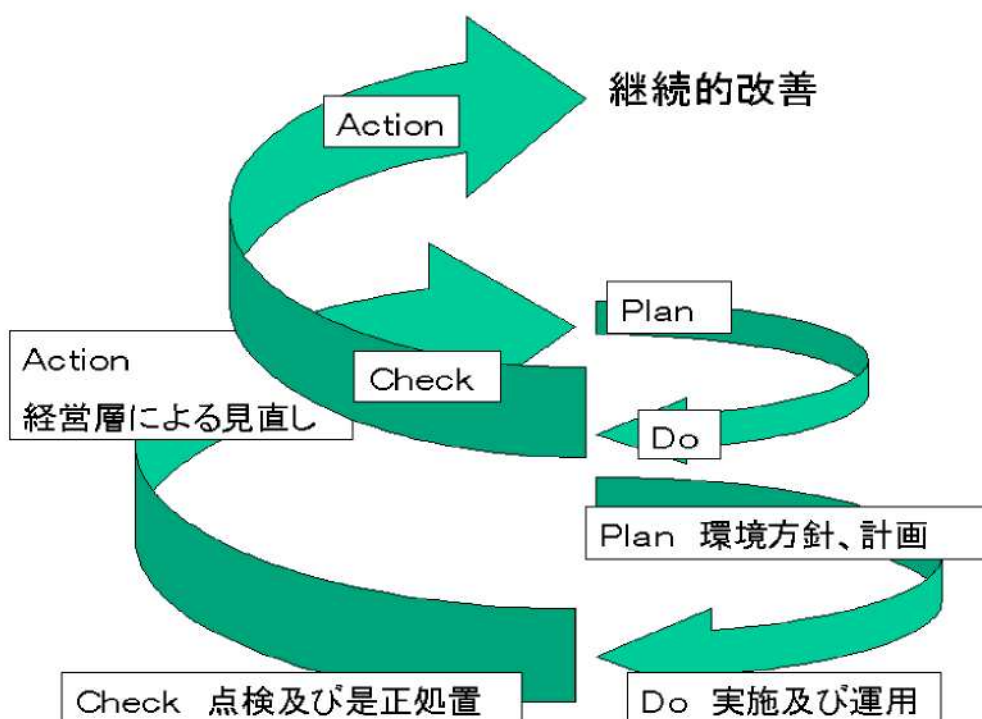 継続的改善
Action
Plan
Action
経営層による見直し
Check
Do
Plan 環境方針、計画
Check 点検及び是正処置
Do 実施及び運用